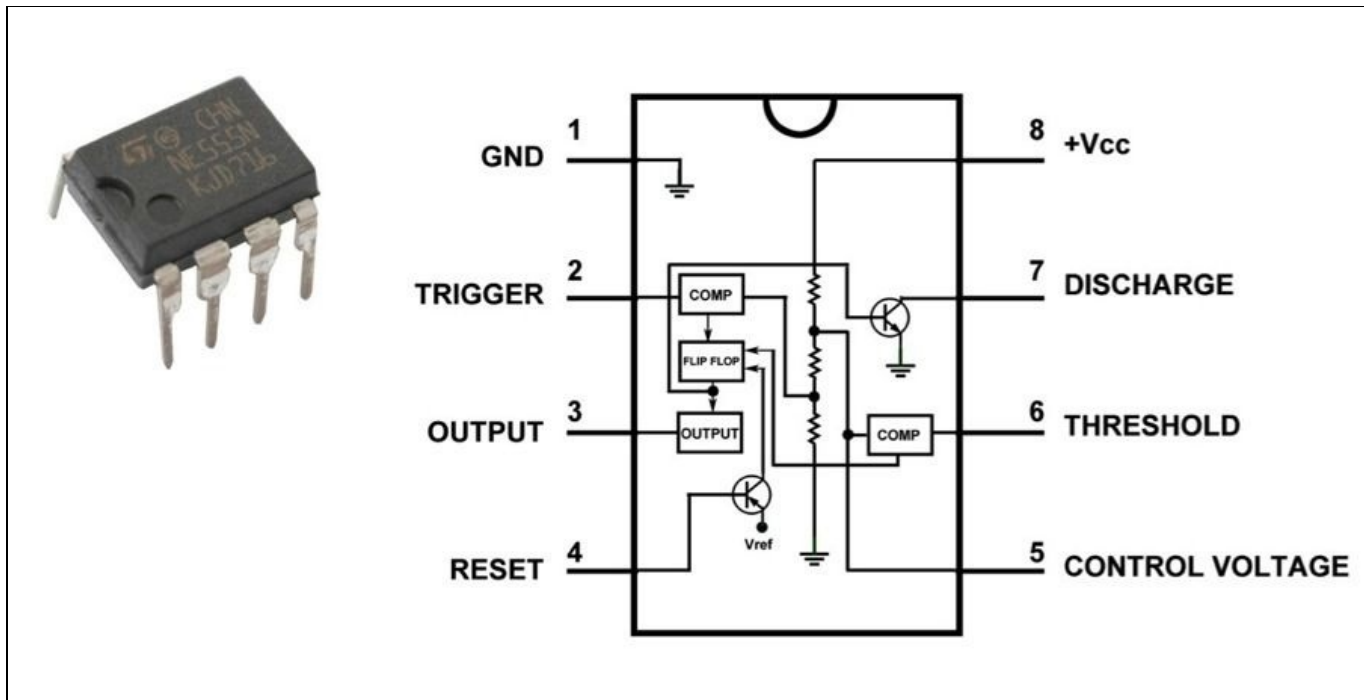 CHN
NE555N
KJD716
1
GND
2
TRIGGER
3
OUTPUT
4
RESET
8
+Vcc
7
DISCHARGE
6
THRESHOLD
5
CONTROL VOLTAGE
COMP
FLIP FLOP
OUTPUT
COMP
Vref